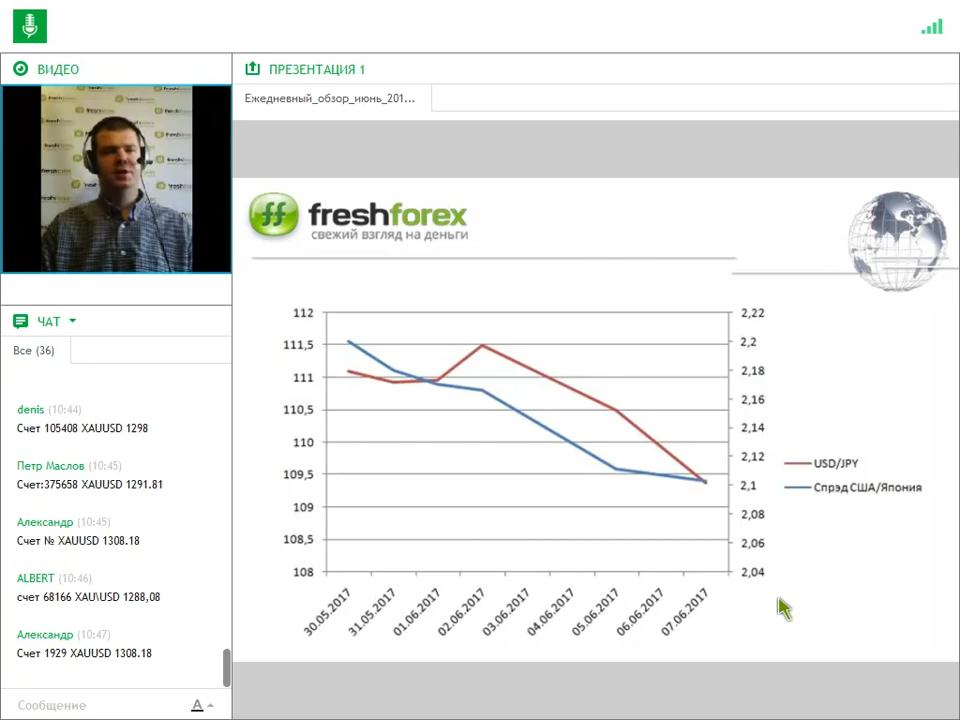 ВИДЕО
ПРЕЗЕНТАЦИЯ 1
Ежедневный_обзор_июнь_201...
freshforex
свежий взгляд на деньги
112
111,5
111
110,5
110
109,5
109
108,5
108
2,22
2,2
2,18
2,16
2,14
2,12
2,1
2,08
2,06
2,04
30.05.2017
31.05.2017
01.06.2017
02.06.2017
03.06.2017
04.06.2017
05.06.2017
06.06.2017
07.06.2017
USD/JPY
Спрэд США/Япония
ЧАТ
Все (36)
denis (10:44)
Счет 105408 XAUUSD 1298
Петр Маслов (10:45)
Счет:375658 XAUUSD 1291.81
Александр (10:45)
Счет № XAUUSD 1308.18
ALBERT (10:46)
счет 68166 XAU\USD 1288,08
Александр (10:47)
Счет 1929 XAUUSD 1308.18
Сообщение
A